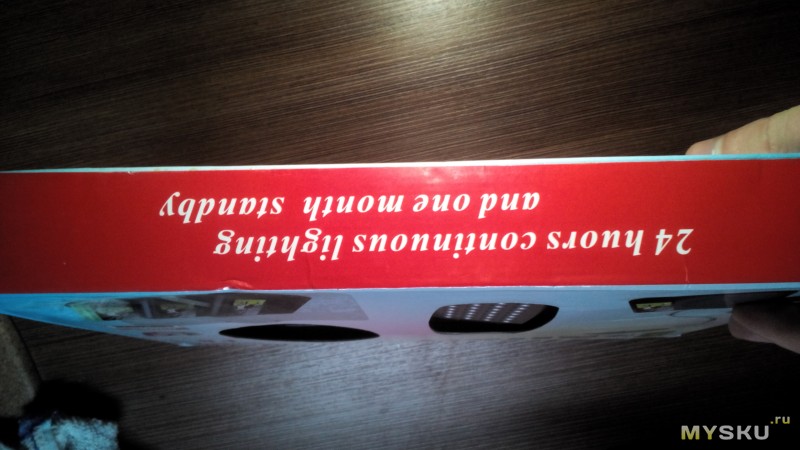 24 huors continuous lighting
and one month standby
MYSKU.ru